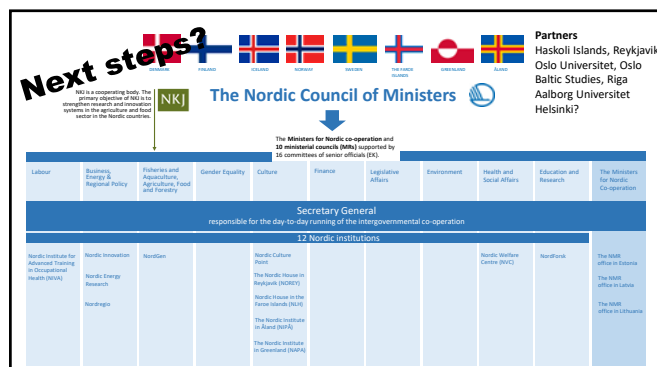 Next steps?
DENMARK
FINLAND
ICELAND
NORWAY
SWEDEN
THE FAROE
ISLANDS
GREENLAND
ÅLAND
Partners
Haskoli Islands, Reykjavik
Oslo Universitet, Oslo
Baltic Studies, Riga
Aalborg Universitet
Helsinki?
NKJ is a cooperating body. The
primary objective of NKJ is to
strengthen research and innovation
systems in the agriculture and food
sector in the Nordic countries.
NKJ
The Nordic Council of Ministers
The Ministers for Nordic co-operation and
10 ministerial councils (MRs) supported by
16 committees of senior officials (EK).
Labour
Business,
Energy &
Regional Policy
Fisheries and
Aquaculture,
Agriculture, Food
and Forestry
Gender Equality
Culture
Finance
Legislative
Affairs
Environment
Health and
Social Affairs
Education and
Research
The Ministers
for Nordic
Co-operation
Secretary General
responsible for the day-to-day running of the intergovernmental co-operation
12 Nordic institutions
Nordic Institute for
Advanced Training
in Occupational
Health (NIVA)
Nordic Innovation
Nordic Energy
Research
Nordregio
NordGen
Nordic Culture
Point
The Nordic House in
Reykjavik (NOREY)
Nordic House in the
Faroe Islands (NLH)
The Nordic Institute
in Åland (NIPÅ)
The Nordic Institute
in Greenland (NAPA)
Nordic Welfare
Centre (NVC)
NordForsk
The NMR
office in Estonia
The NMR
office in Latvia
The NMR
office in Lithuania